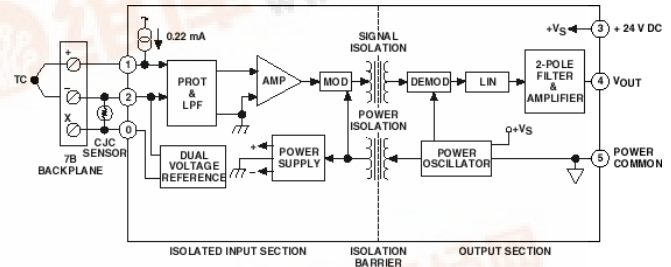 SIGNAL
ISOLATION
+VS
3
+ 24 V DC
0.22 mA
TC
+
1
–
2
X
0
PROT
&
LPF
AMP
MOD
DEMOD
LIN
2-POLE
FILTER
&
AMPLIFIER
4
VOUT
CJC
SENSOR
7B
BACKPLANE
DUAL
VOLTAGE
REFERENCE
+
–
POWER
SUPPLY
POWER
ISOLATION
POWER
OSCILLATOR
+VS
5
POWER
COMMON
ISOLATED INPUT SECTION
ISOLATION
BARRIER
OUTPUT SECTION